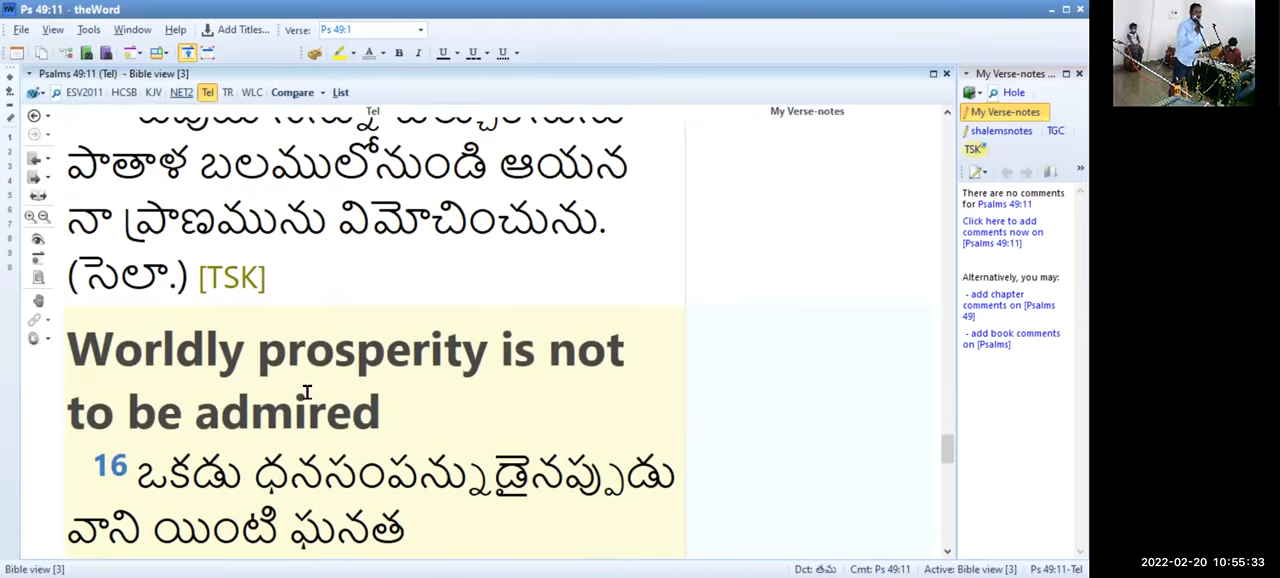 Ps 49:11 - theWord
File View Tools Window Help Add Titles... Verse: Ps 49:1
A B I U U U
Psalms 49:11 (Tel) - Bible view [3]
My Verse-notes ...
ESV2011 HCSB KJV NET2 Tel TR WLC Compare List
Hole
Tel My Verse-notes
My Verse-notes
shalemsnotes TGC
TSK
పాతాళ బలములోనుండి ఆయన
నా ప్రాణమును విమోచించును.
(సెలా.) [TSK]
There are no comments
for Psalms 49:11
Click here to add
comments now on
[Psalms 49:11]
Alternatively, you may:
- add chapter
comments on [Psalms
49]
- add book comments
on [Psalms]
Worldly prosperity is not
to be admired
16 ఒకడు ధనసంపన్నుడైనప్పుడు
వాని యింటి ఘనత
Bible view [3] Dct: తమ Cmt: Ps 49:11 Active: Bible view [3] Ps 49:11-Tel
2022-02-20 10:55:33